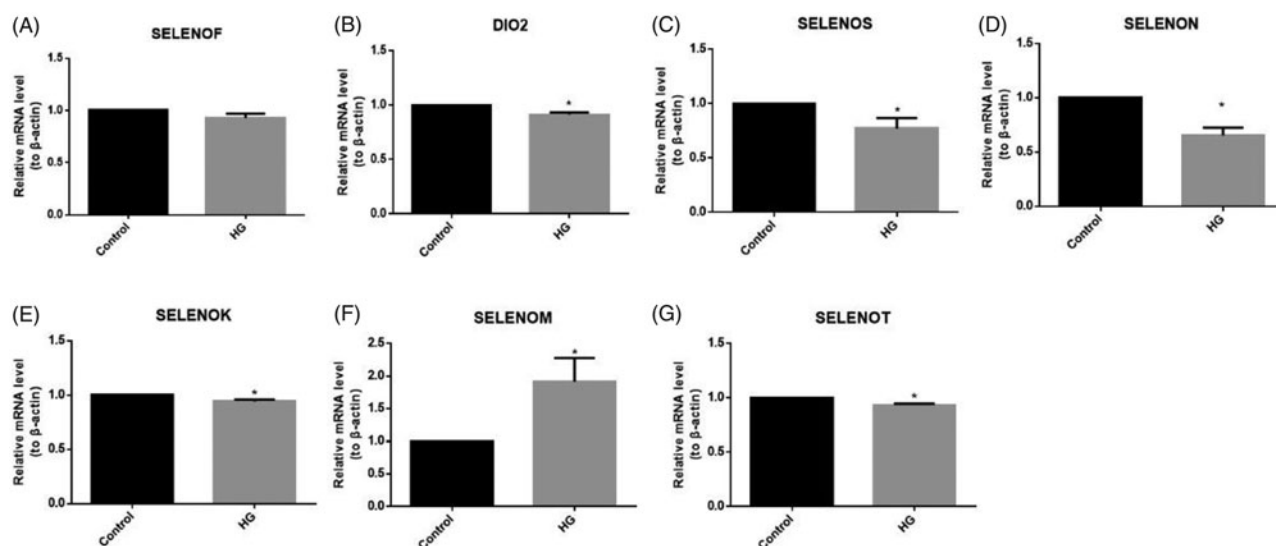 (A)
SELENOF
Relative mRNA level
(to β-actin)
1.5
1.0
0.5
0.0
Control
HG
(B)
DIO2
Relative mRNA level
(to β-actin)
1.5
1.0
0.5
0.0
*
Control
HG
(C)
SELENOS
Relative mRNA level
(to β-actin)
1.5
1.0
0.5
0.0
*
Control
HG
(D)
SELENON
Relative mRNA level
(to β-actin)
1.5
1.0
0.5
0.0
*
Control
HG
(E)
SELENOK
Relative mRNA level
(to β-actin)
1.5
1.0
0.5
0.0
*
Control
HG
(F)
SELENOM
Relative mRNA level
(to β-actin)
2.5
2.0
1.5
1.0
0.5
0.0
*
Control
HG
(G)
SELENOT
Relative mRNA level
(to β-actin)
1.5
1.0
0.5
0.0
*
Control
HG